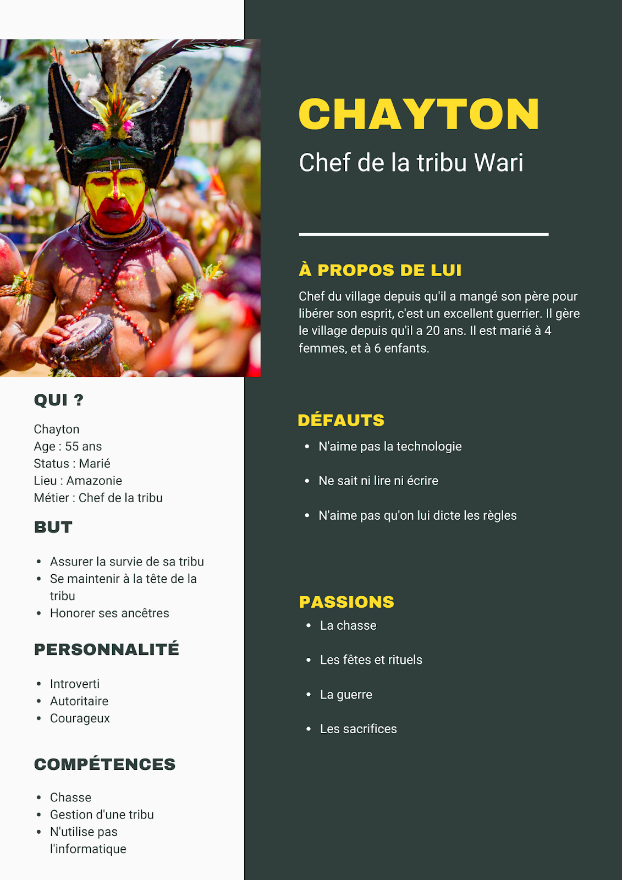 CHAYTON
Chef de la tribu Wari
À PROPOS DE LUI
Chef du village depuis qu'il a mangé son père pour
libérer son esprit, c'est un excellent guerrier. Il gère
le village depuis qu'il a 20 ans. Il est marié à 4
femmes, et à 6 enfants.
QUI ?
Chayton
Age : 55 ans
Status : Marié
Lieu : Amazonie
Métier : Chef de la tribu
BUT
• Assurer la survie de sa tribu
• Se maintenir à la tête de la
tribu
• Honorer ses ancêtres
PERSONNALITÉ
• Introverti
• Autoritaire
• Courageux
COMPÉTENCES
• Chasse
• Gestion d'une tribu
• N'utilise pas
l'informatique
DÉFAUTS
• N'aime pas la technologie
• Ne sait ni lire ni écrire
• N'aime pas qu'on lui dicte les règles
PASSIONS
• La chasse
• Les fêtes et rituels
• La guerre
• Les sacrifices